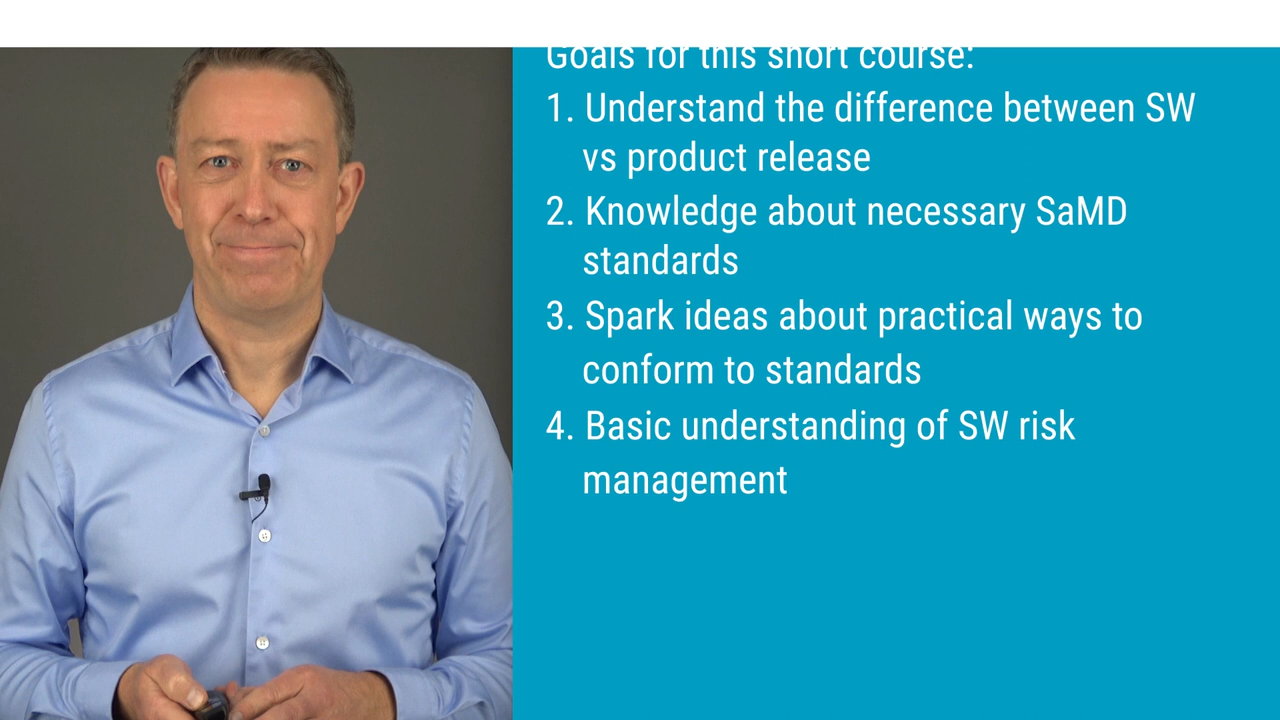 Goals for this short course:
1. Understand the difference between SW
vs product release
2. Knowledge about necessary SaMD
standards
3. Spark ideas about practical ways to
conform to standards
4. Basic understanding of SW risk
management